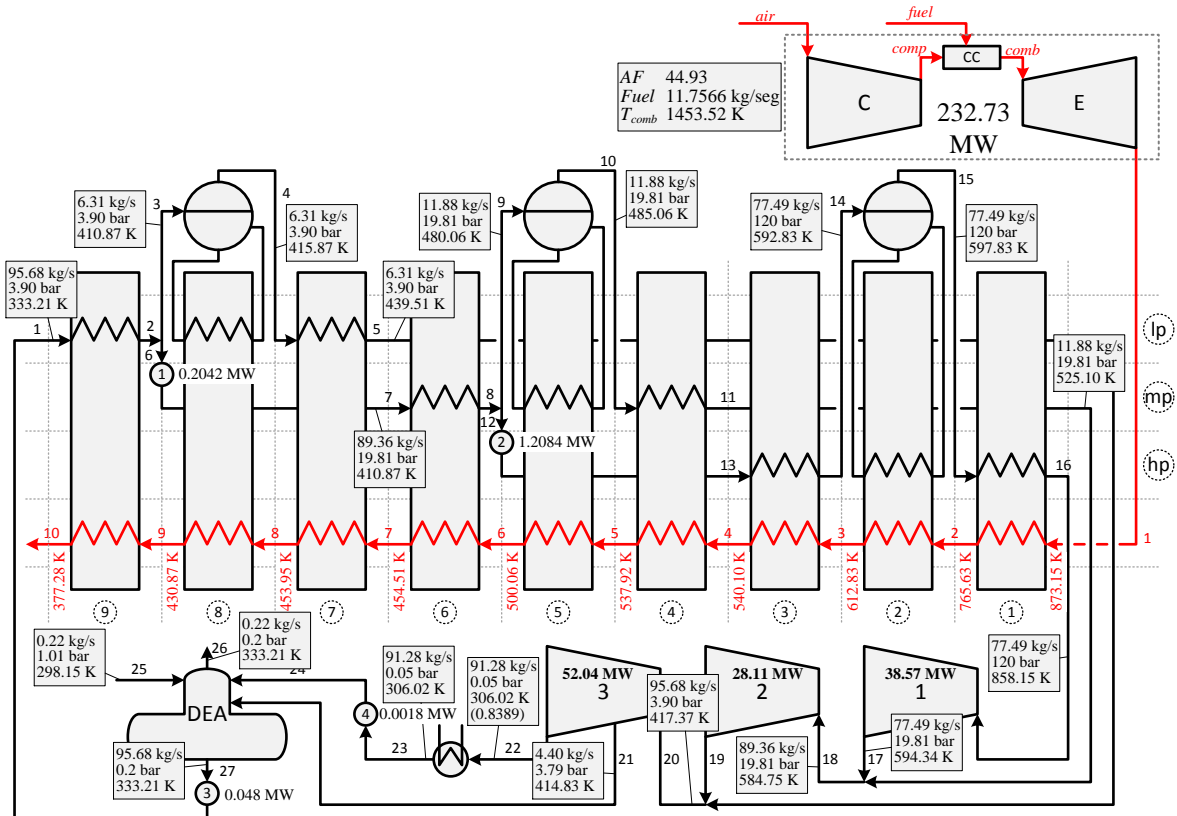 air
fuel
comp
CC
comb
AF 44.93
Fuel 11.7566 kg/seg
Tcomb 1453.52 K
C
E
232.73
MW
3
6.31 kg/s
3.90 bar
410.87 K
4
6.31 kg/s
3.90 bar
415.87 K
9
11.88 kg/s
19.81 bar
480.06 K
10
11.88 kg/s
19.81 bar
485.06 K
14
77.49 kg/s
120 bar
592.83 K
15
77.49 kg/s
120 bar
597.83 K
95.68 kg/s
3.90 bar
333.21 K
1
2
6
1
0.2042 MW
5
6.31 kg/s
3.90 bar
439.51 K
lp
11.88 kg/s
19.81 bar
525.10 K
7
8
12
89.36 kg/s
19.81 bar
410.87 K
2
1.2084 MW
11
mp
13
16
hp
10
9
8
7
6
5
4
3
2
1
377.28 K
430.87 K
453.95 K
454.51 K
500.06 K
537.92 K
540.10 K
612.83 K
765.63 K
873.15 K
9
8
7
6
5
4
3
2
1
0.22 kg/s
1.01 bar
298.15 K
25
26
0.22 kg/s
0.2 bar
333.21 K
24
DEA
95.68 kg/s
0.2 bar
333.21 K
27
3
0.048 MW
91.28 kg/s
0.05 bar
306.02 K
4
0.0018 MW
23
91.28 kg/s
0.05 bar
306.02 K
(0.8389)
22
52.04 MW
3
4.40 kg/s
3.79 bar
414.83 K
21
95.68 kg/s
3.90 bar
417.37 K
20
28.11 MW
2
19
89.36 kg/s
19.81 bar
584.75 K
18
38.57 MW
1
17
77.49 kg/s
19.81 bar
594.34 K
77.49 kg/s
120 bar
858.15 K